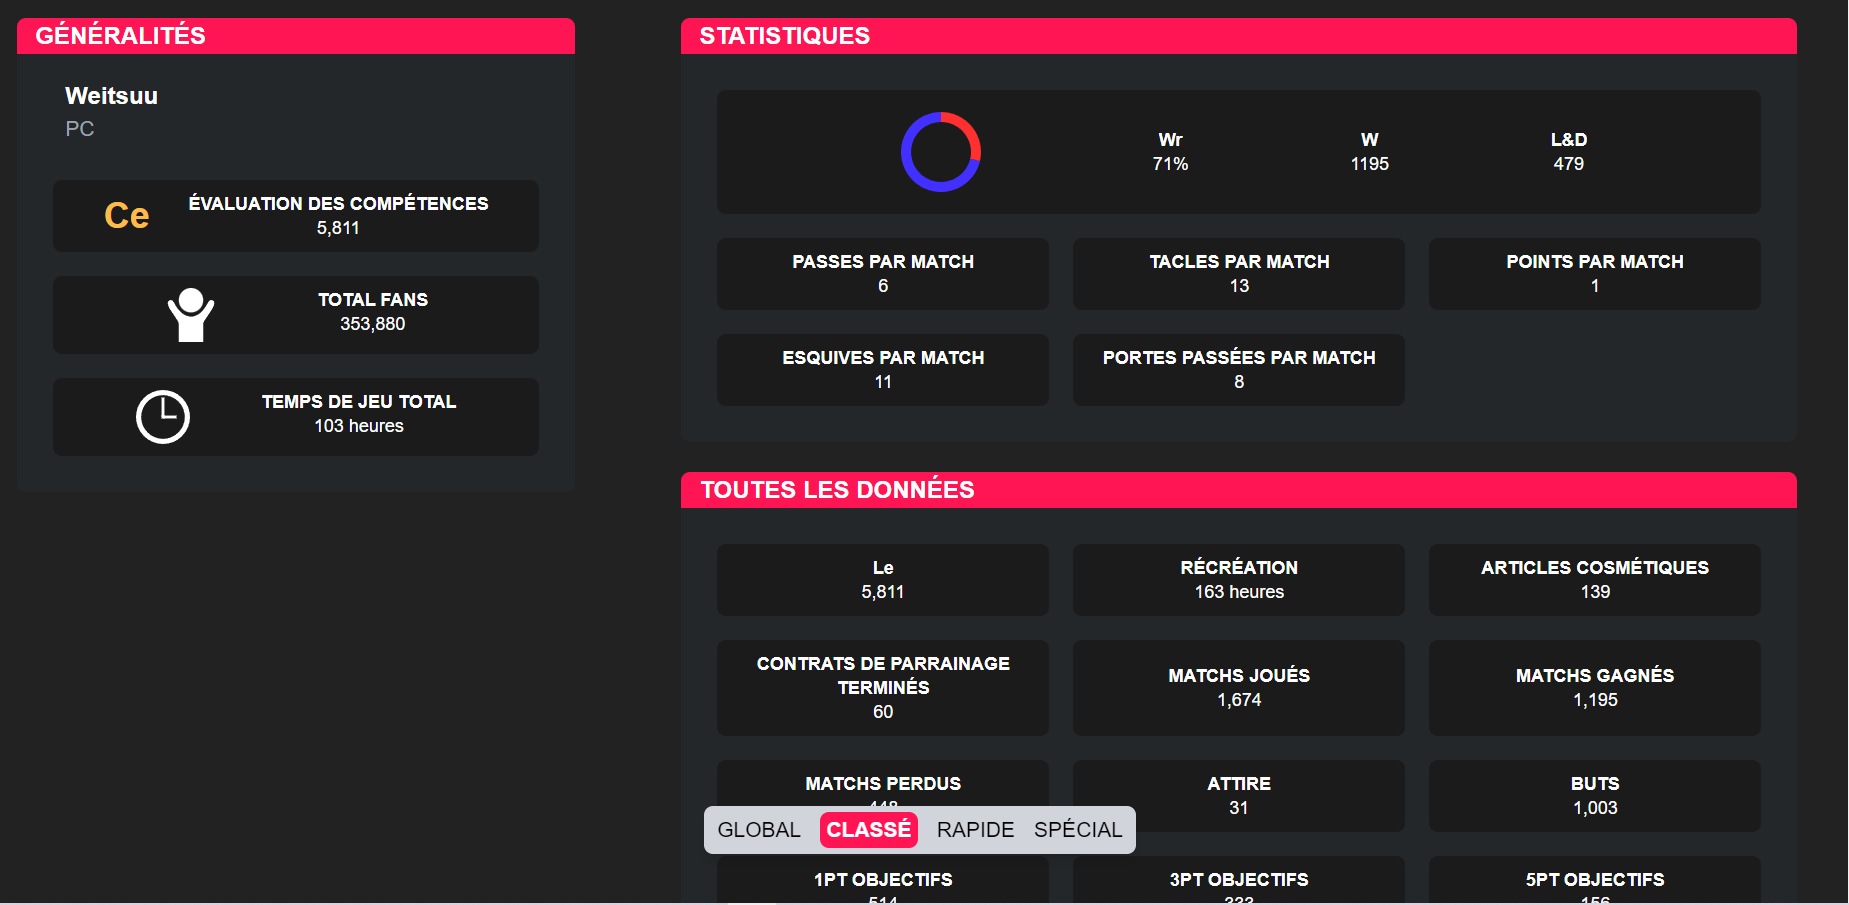 GÉNÉRALITÉS
Weitsuu
PC
Ce
ÉVALUATION DES COMPÉTENCES
5,811
TOTAL FANS
353,880
TEMPS DE JEU TOTAL
103 heures
STATISTIQUES
Wr
71%
W
1195
L&D
479
PASSES PAR MATCH
6
TACLES PAR MATCH
13
POINTS PAR MATCH
1
ESQUIVES PAR MATCH
11
PORTES PASSÉES PAR MATCH
8
TOUTES LES DONNÉES
Le
5,811
RÉCRÉATION
163 heures
ARTICLES COSMÉTIQUES
139
CONTRATS DE PARRAINAGE
TERMINÉS
60
MATCHS JOUÉS
1,674
MATCHS GAGNÉS
1,195
MATCHS PERDUS
ATTIRE
31
BUTS
1,003
GLOBAL CLASSÉ RAPIDE SPÉCIAL
1PT OBJECTIFS
3PT OBJECTIFS
5PT OBJECTIFS